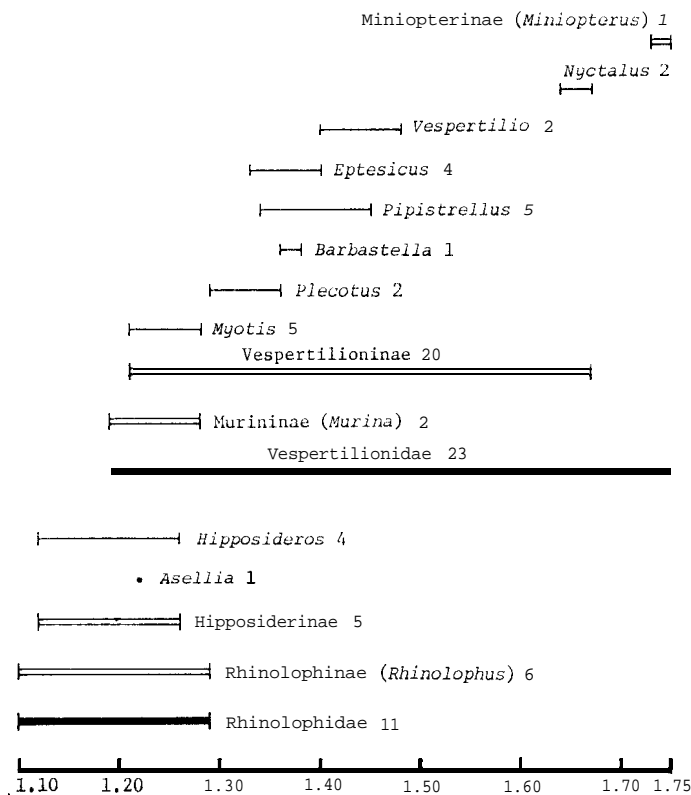 Miniopterinae (Miniopterus) 1
Nyctalus 2
Vespertilio 2
Eptesicus 4
Pipistrellus 5
Barbastella 1
Plecotus 2
Myotis 5
Vespertilioninae 20
Murininae (Murina) 2
Vespertilionidae 23
Hipposideros 4
Asellia 1
Hipposiderinae 5
Rhinolophinae (Rhinolophus) 6
Rhinolophidae 11
1.10 1.20 1.30 1.40 1.50 1.60 1.70 1.75